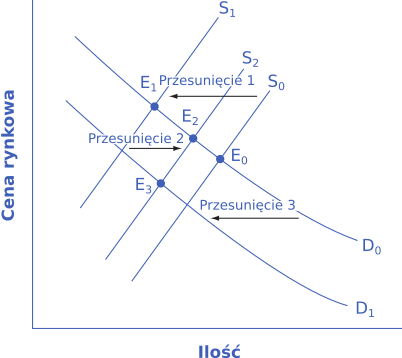 S1
S2
E1
Przesunięcie 1
S0
E2
Przesunięcie 2
E0
E3
Przesunięcie 3
D0
D1
Cena rynkowa
Ilość